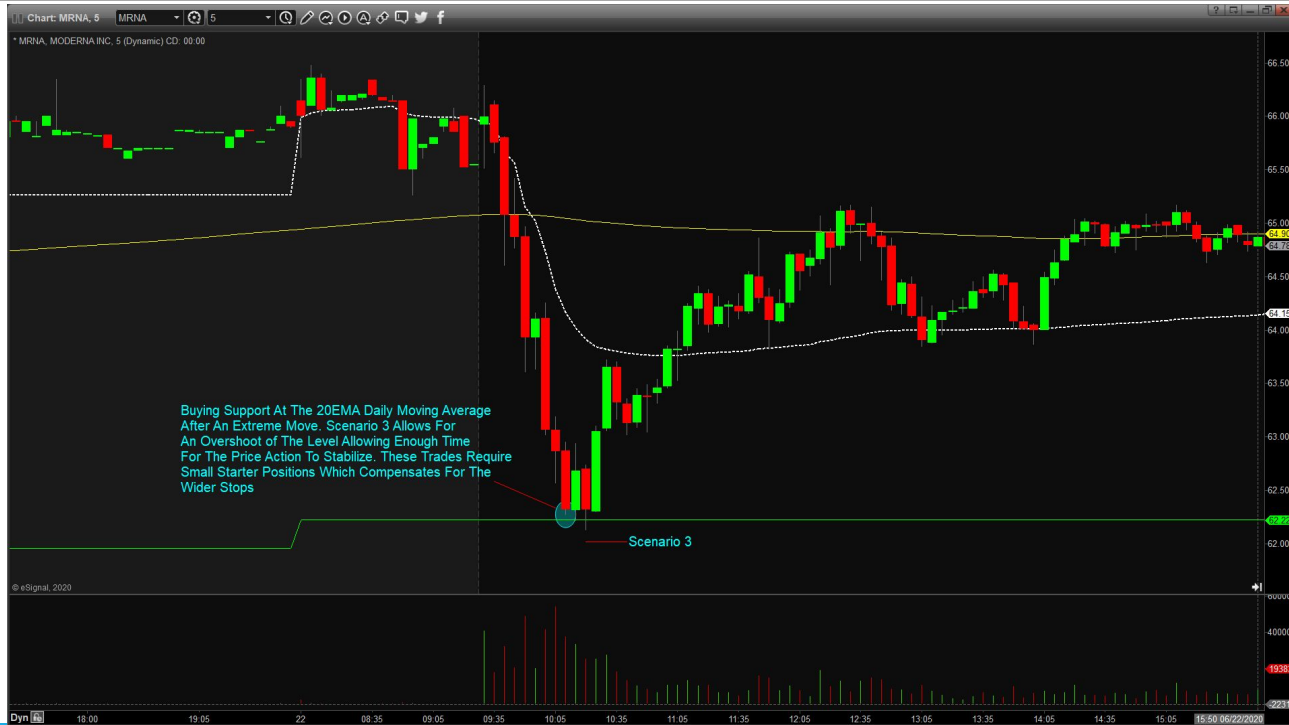 Chart: MRNA, 5
MRNA
5
* MRNA, MODERNA INC, 5 (Dynamic) CD: 00:00
66.50
66.00
65.50
65.00
64.90
64.78
64.50
64.15
64.00
63.50
63.00
62.50
62.22
62.00
Buying Support At The 20EMA Daily Moving Average
After An Extreme Move. Scenario 3 Allows For
An Overshoot of The Level Allowing Enough Time
For The Price Action To Stabilize. These Trades Require
Small Starter Positions Which Compensates For The
Wider Stops
Scenario 3
© eSignal, 2020
Dyn
18:00 19:05 22 08:35 09:05 09:35 10:05 10:35 11:05 11:35 12:05 12:35 13:05 13:35 14:05 14:35 15:05 15:50 06/22/2020